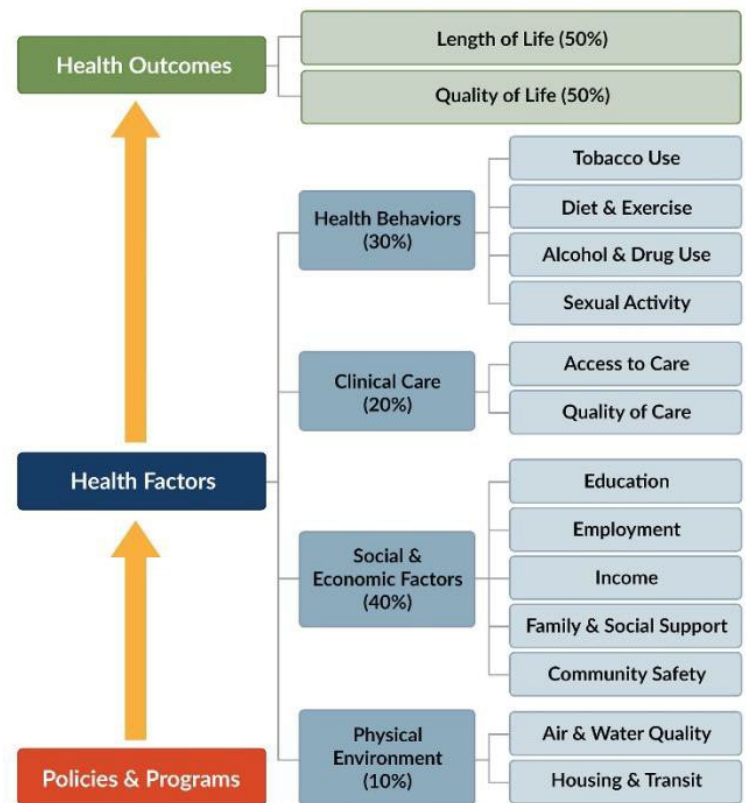 Health Outcomes
Length of Life (50%)
Quality of Life (50%)
Health Factors
Health Behaviors
(30%)
Tobacco Use
Diet & Exercise
Alcohol & Drug Use
Sexual Activity
Clinical Care
(20%)
Access to Care
Quality of Care
Social &
Economic Factors
(40%)
Education
Employment
Income
Family & Social Support
Community Safety
Physical
Environment
(10%)
Air & Water Quality
Housing & Transit
Policies & Programs